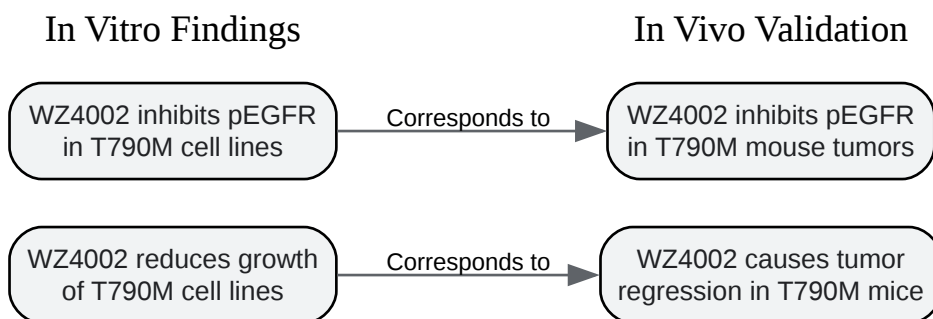 In Vitro Findings
In Vivo Validation
WZ4002 inhibits pEGFR
in T790M cell lines
Corresponds to
WZ4002 inhibits pEGFR
in T790M mouse tumors
WZ4002 reduces growth
of T790M cell lines
Corresponds to
WZ4002 causes tumor
regression in T790M mice